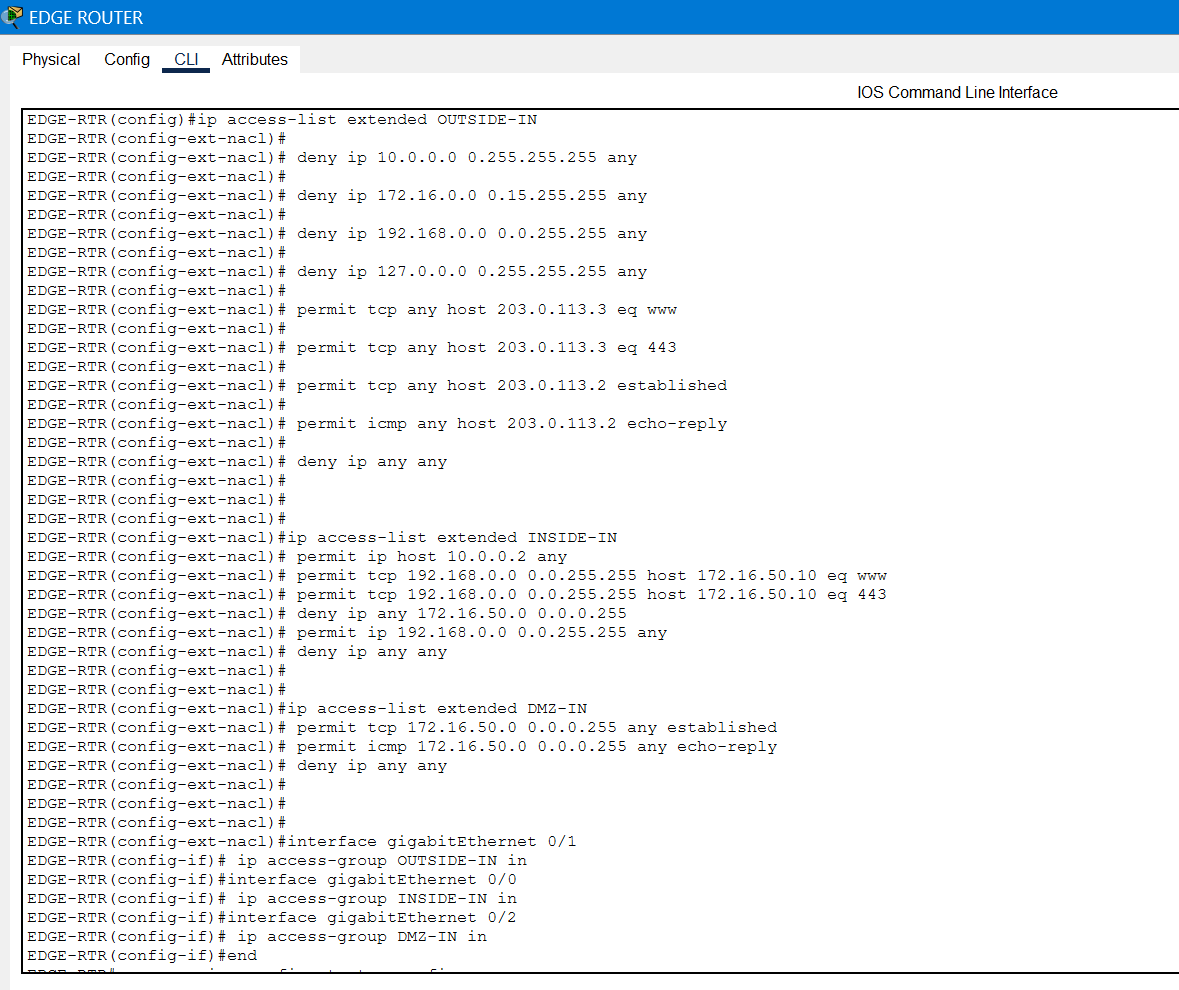 EDGE ROUTER
Physical Config CLI Attributes
IOS Command Line Interface
EDGE-RTR(config)#ip access-list extended OUTSIDE-IN
EDGE-RTR(config-ext-nacl)#
EDGE-RTR(config-ext-nacl)# deny ip 10.0.0.0 0.255.255.255 any
EDGE-RTR(config-ext-nacl)#
EDGE-RTR(config-ext-nacl)# deny ip 172.16.0.0 0.15.255.255 any
EDGE-RTR(config-ext-nacl)#
EDGE-RTR(config-ext-nacl)# deny ip 192.168.0.0 0.0.255.255 any
EDGE-RTR(config-ext-nacl)#
EDGE-RTR(config-ext-nacl)# deny ip 127.0.0.0 0.255.255.255 any
EDGE-RTR(config-ext-nacl)#
EDGE-RTR(config-ext-nacl)# permit tcp any host 203.0.113.3 eq www
EDGE-RTR(config-ext-nacl)#
EDGE-RTR(config-ext-nacl)# permit tcp any host 203.0.113.3 eq 443
EDGE-RTR(config-ext-nacl)#
EDGE-RTR(config-ext-nacl)# permit tcp any host 203.0.113.2 established
EDGE-RTR(config-ext-nacl)#
EDGE-RTR(config-ext-nacl)# permit icmp any host 203.0.113.2 echo-reply
EDGE-RTR(config-ext-nacl)#
EDGE-RTR(config-ext-nacl)# deny ip any any
EDGE-RTR(config-ext-nacl)#
EDGE-RTR(config-ext-nacl)#
EDGE-RTR(config-ext-nacl)#
EDGE-RTR(config-ext-nacl)#ip access-list extended INSIDE-IN
EDGE-RTR(config-ext-nacl)# permit ip host 10.0.0.2 any
EDGE-RTR(config-ext-nacl)# permit tcp 192.168.0.0 0.0.255.255 host 172.16.50.10 eq www
EDGE-RTR(config-ext-nacl)# permit tcp 192.168.0.0 0.0.255.255 host 172.16.50.10 eq 443
EDGE-RTR(config-ext-nacl)# deny ip any 172.16.50.0 0.0.0.255
EDGE-RTR(config-ext-nacl)# permit ip 192.168.0.0 0.0.255.255 any
EDGE-RTR(config-ext-nacl)# deny ip any any
EDGE-RTR(config-ext-nacl)#
EDGE-RTR(config-ext-nacl)#
EDGE-RTR(config-ext-nacl)#ip access-list extended DMZ-IN
EDGE-RTR(config-ext-nacl)# permit tcp 172.16.50.0 0.0.0.255 any established
EDGE-RTR(config-ext-nacl)# permit icmp 172.16.50.0 0.0.0.255 any echo-reply
EDGE-RTR(config-ext-nacl)# deny ip any any
EDGE-RTR(config-ext-nacl)#
EDGE-RTR(config-ext-nacl)#
EDGE-RTR(config-ext-nacl)#
EDGE-RTR(config-ext-nacl)#interface gigabitEthernet 0/1
EDGE-RTR(config-if)# ip access-group OUTSIDE-IN in
EDGE-RTR(config-if)#interface gigabitEthernet 0/0
EDGE-RTR(config-if)# ip access-group INSIDE-IN in
EDGE-RTR(config-if)#interface gigabitEthernet 0/2
EDGE-RTR(config-if)# ip access-group DMZ-IN in
EDGE-RTR(config-if)#end